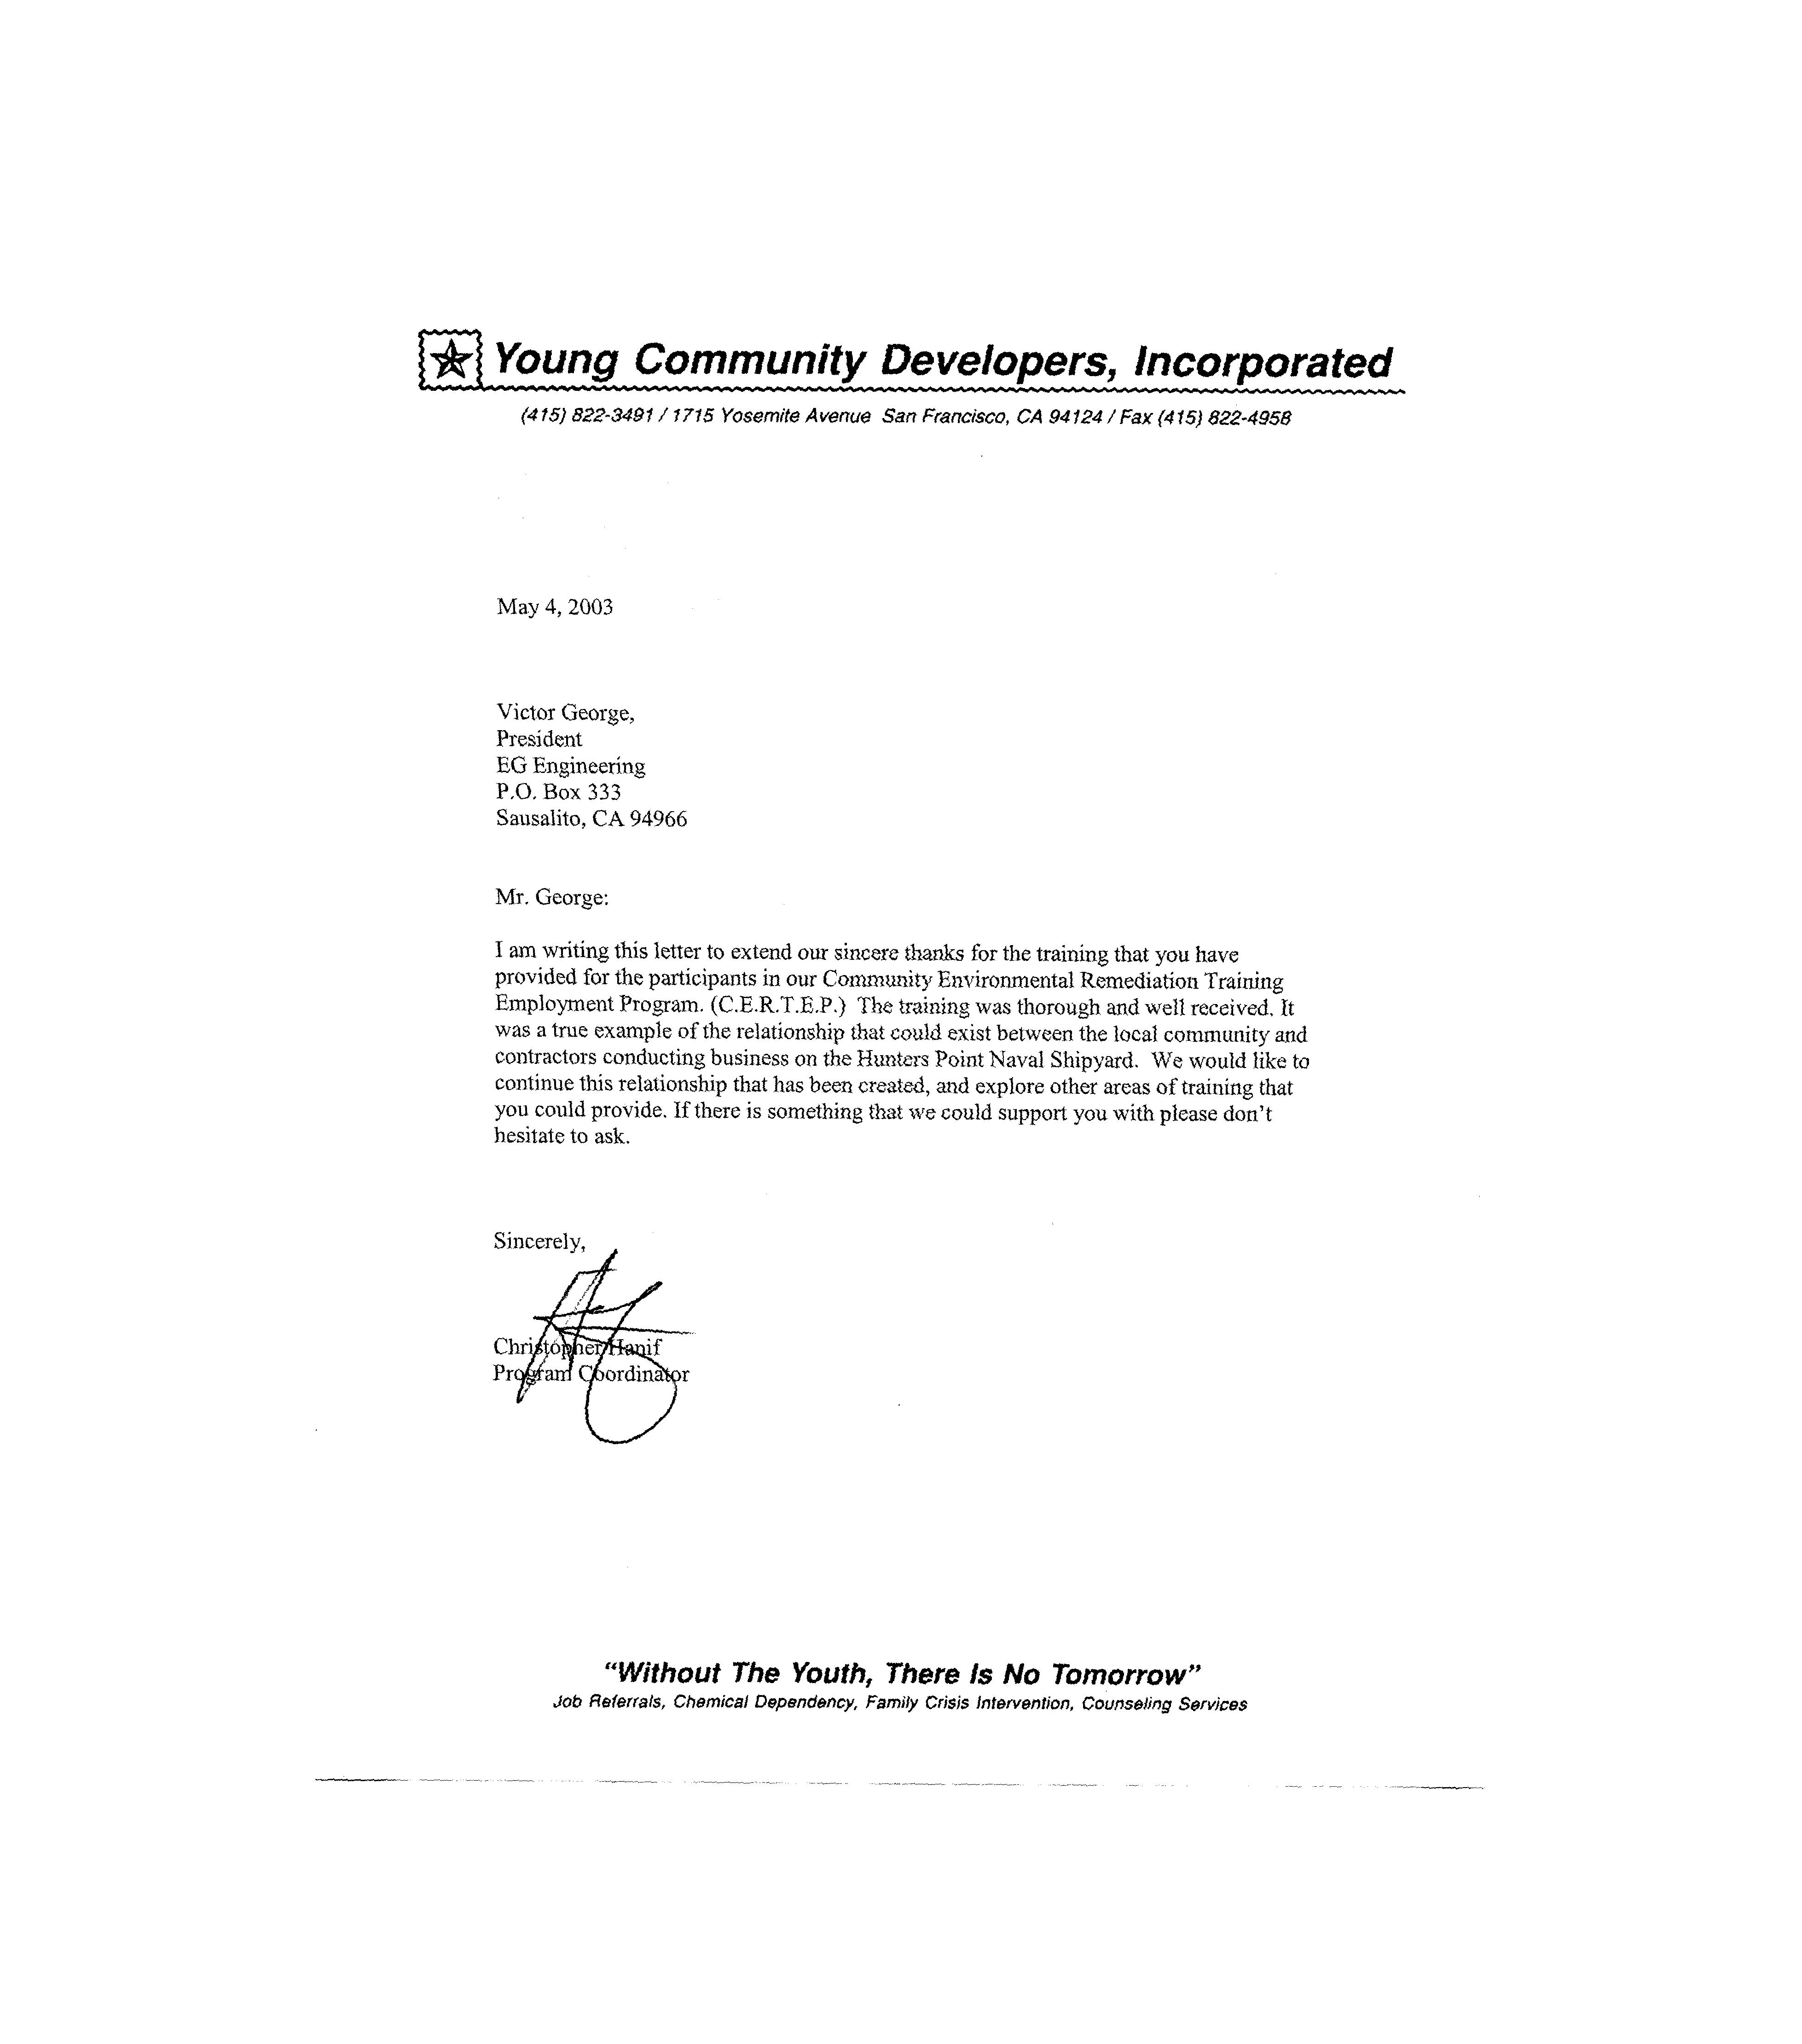 Young Community Developers, Incorporated
(415) 822-3491 / 1715 Yosemite Avenue San Francisco, CA 94124 / Fax (415) 822-4958
May 4, 2003
Victor George,
President
EG Engineering
P.O. Box 333
Sausalito, CA 94966
Mr. George:
I am writing this letter to extend our sincere thanks for the training that you have
provided for the participants in our Community Environmental Remediation Training
Employment Program. (C.E.R.T.E.P.) The training was thorough and well received. It
was a true example of the relationship that could exist between the local community and
contractors conducting business on the Hunters Point Naval Shipyard. We would like to
continue this relationship that has been created, and explore other areas of training that
you could provide. If there is something that we could support you with please don't
hesitate to ask.
Sincerely,
Christopher Hanif
Program Coordinator
“Without The Youth, There Is No Tomorrow”
Job Referrals, Chemical Dependency, Family Crisis Intervention, Counseling Services